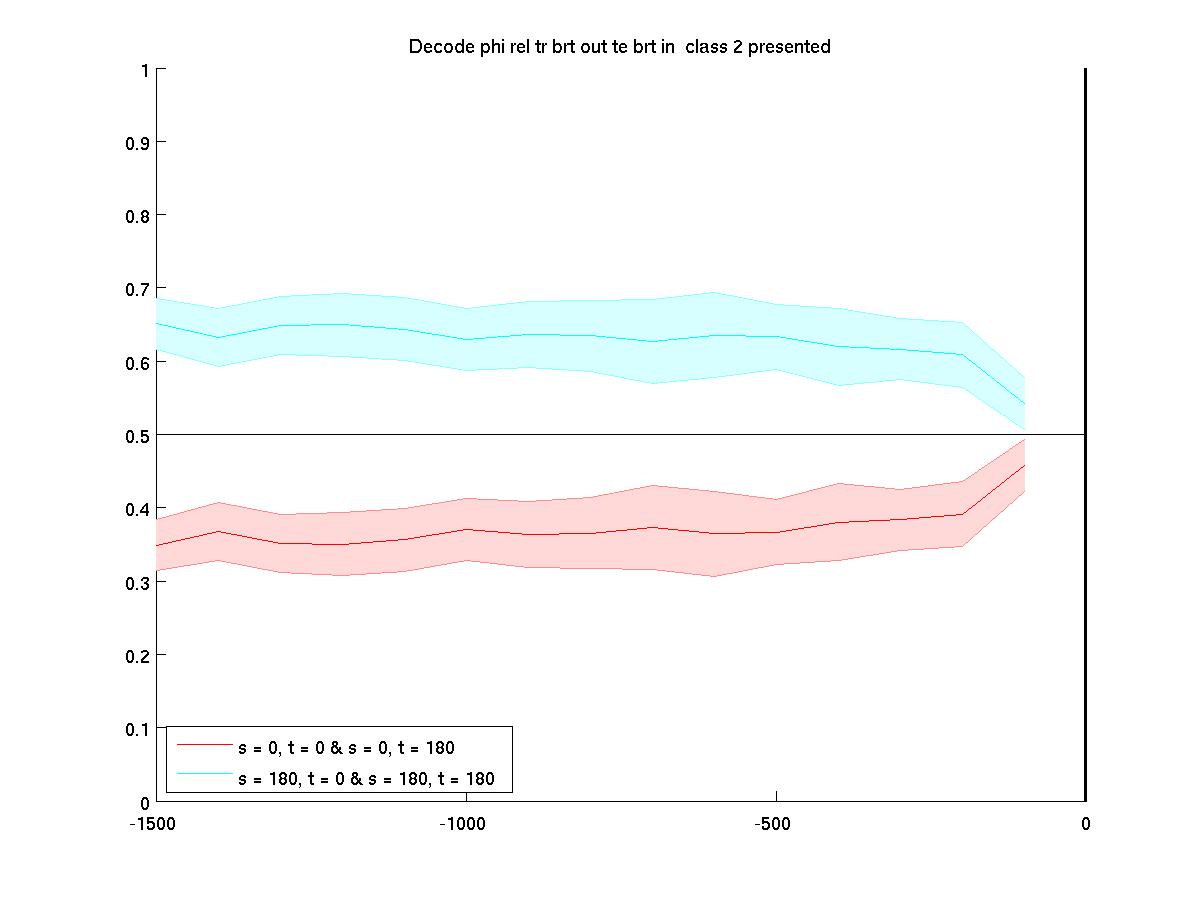 Decode phi rel tr brt out te brt in  class 2 presented
1
0.9
0.8
0.7
0.6
0.5
0.4
0.3
0.2
0.1
0
s = 0, t = 0 & s = 0, t = 180
s = 180, t = 0 & s = 180, t = 180
-1500 -1000 -500 0